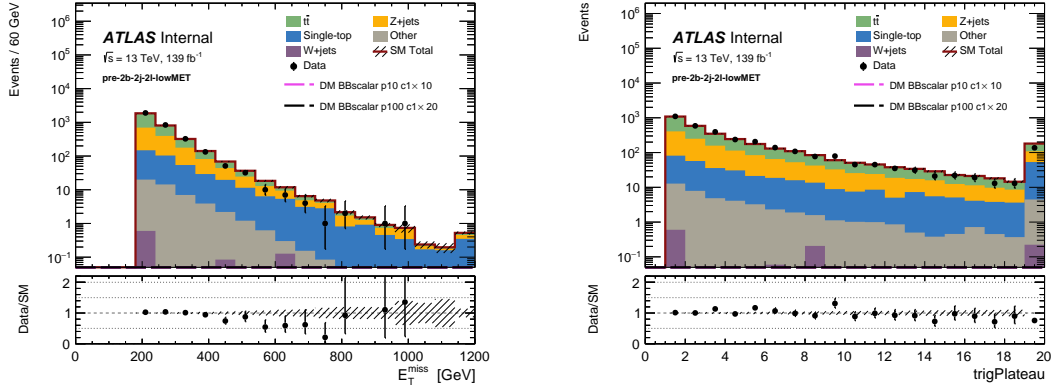 Events / 60 GeV
10⁶
10⁵
10⁴
10³
10²
10
1
10⁻¹
ATLAS Internal
√s = 13 TeV, 139 fb⁻¹
pre-2b-2j-2l-lowMET
tt̄
Z+jets
Single-top
Other
W+jets
SM Total
Data
DM BBscalar p10 c1× 10
DM BBscalar p100 c1× 20
Data/SM
2
1
0
0 200 400 600 800 1000 1200
E_T^miss [GeV]
Events
10⁶
10⁵
10⁴
10³
10²
10
1
10⁻¹
ATLAS Internal
√s = 13 TeV, 139 fb⁻¹
pre-2b-2j-2l-lowMET
tt̄
Z+jets
Single-top
Other
W+jets
SM Total
Data
DM BBscalar p10 c1× 10
DM BBscalar p100 c1× 20
Data/SM
2
1
0
0 2 4 6 8 10 12 14 16 18 20
trigPlateau